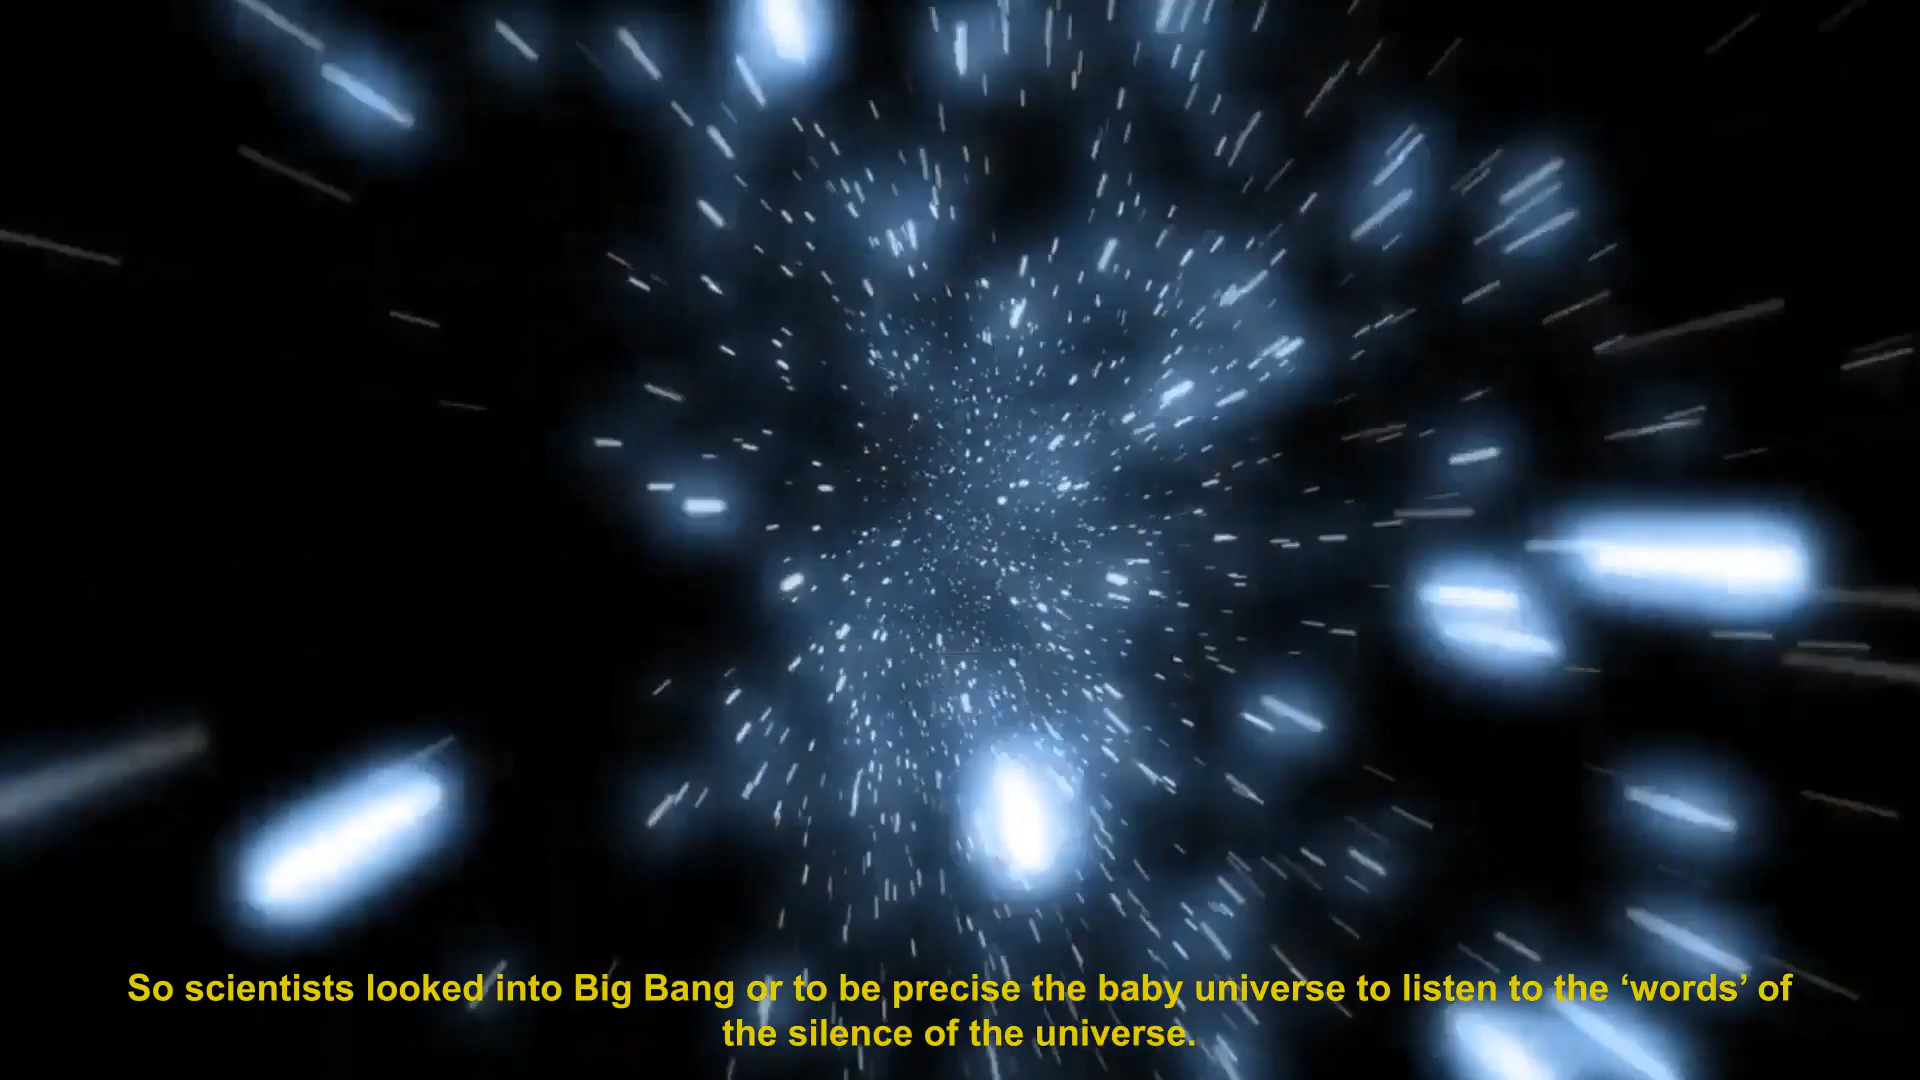 So scientists looked into Big Bang or to be precise the baby universe to listen to the ‘words’ of
the silence of the universe.